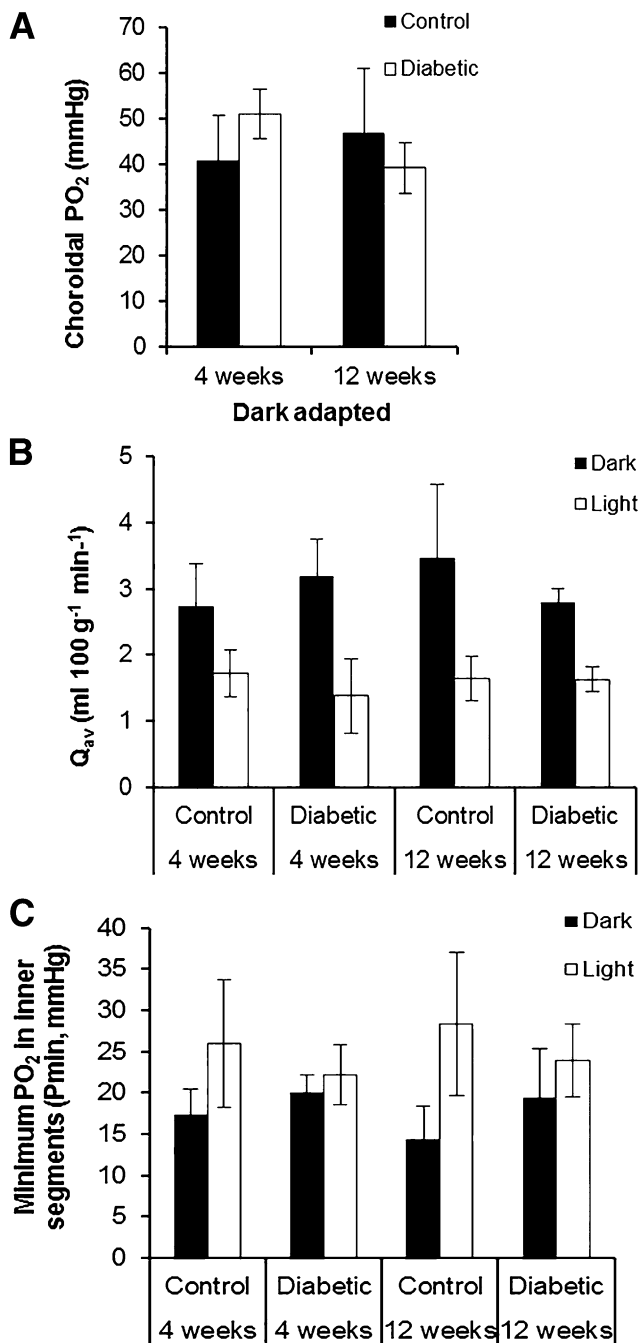 A
Choroidal PO₂ (mmHg)
70
60
50
40
30
20
10
0
Control
Diabetic
4 weeks 12 weeks
Dark adapted
B
Qav (ml 100 g⁻¹ min-¹)
5
4
3
2
1
0
Dark
Light
Control Diabetic Control Diabetic
4 weeks 4 weeks 12 weeks 12 weeks
C
Minimum PO₂ in inner
segments (Pmin, mmHg)
40
35
30
25
20
15
10
5
0
Dark
Light
Control Diabetic Control Diabetic
4 weeks 4 weeks 12 weeks 12 weeks